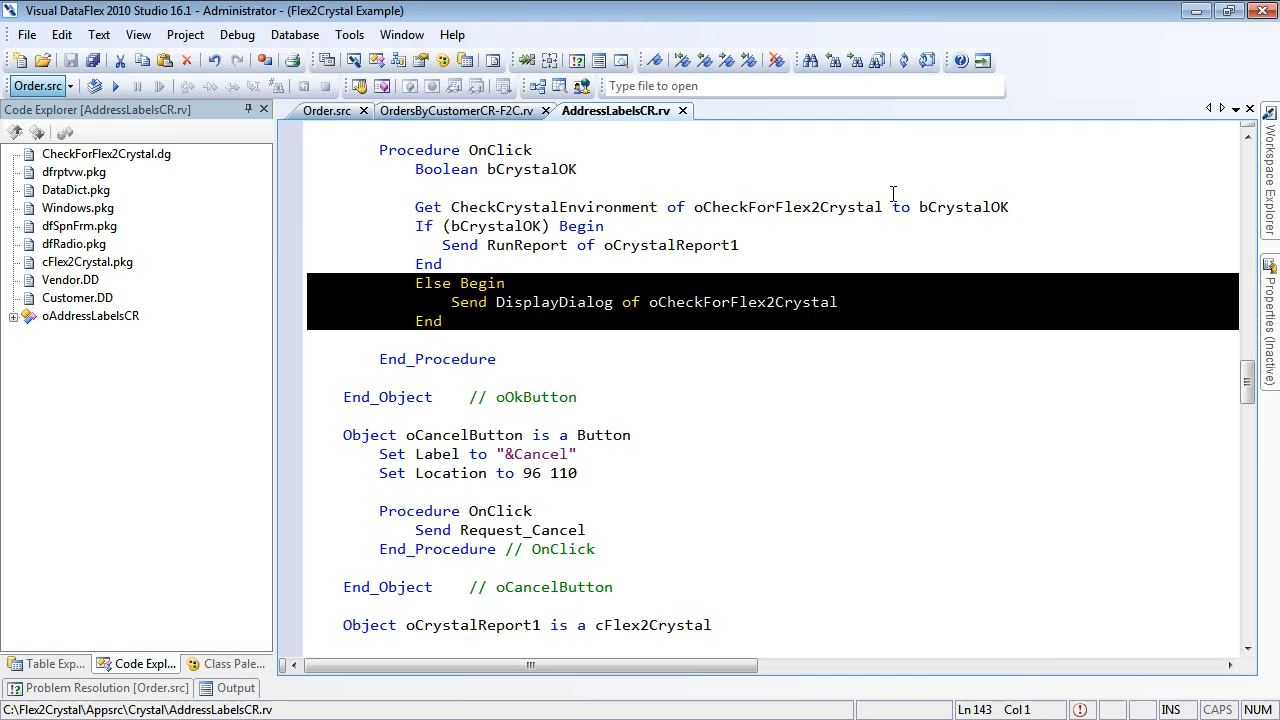 Visual DataFlex 2010 Studio 16.1 - Administrator - (Flex2Crystal Example)
File Edit Text View Project Debug Database Tools Window Help
Order.src Type file to open
Code Explorer [AddressLabelsCR.rv]
Order.src OrdersByCustomerCR-F2C.rv AddressLabelsCR.rv
CheckForFlex2Crystal.dg
dfrptvw.pkg
DataDict.pkg
Windows.pkg
dfSpnFrm.pkg
dfRadio.pkg
cFlex2Crystal.pkg
Vendor.DD
Customer.DD
oAddressLabelsCR
Procedure OnClick
Boolean bCrystalOK
Get CheckCrystalEnvironment of oCheckForFlex2Crystal to bCrystalOK
If (bCrystalOK) Begin
Send RunReport of oCrystalReport1
End
Else Begin
Send DisplayDialog of oCheckForFlex2Crystal
End
End_Procedure
End_Object // oOkButton
Object oCancelButton is a Button
Set Label to "&Cancel"
Set Location to 96 110
Procedure OnClick
Send Request_Cancel
End_Procedure // OnClick
End_Object // oCancelButton
Object oCrystalReport1 is a cFlex2Crystal
Workspace Explorer
Properties (Inactive)
Table Exp... Code Expl... Class Pale...
Problem Resolution [Order.src] Output
C:\Flex2Crystal\Appsrc\Crystal\AddressLabelsCR.rv Ln 143 Col 1 INS CAPS NUM